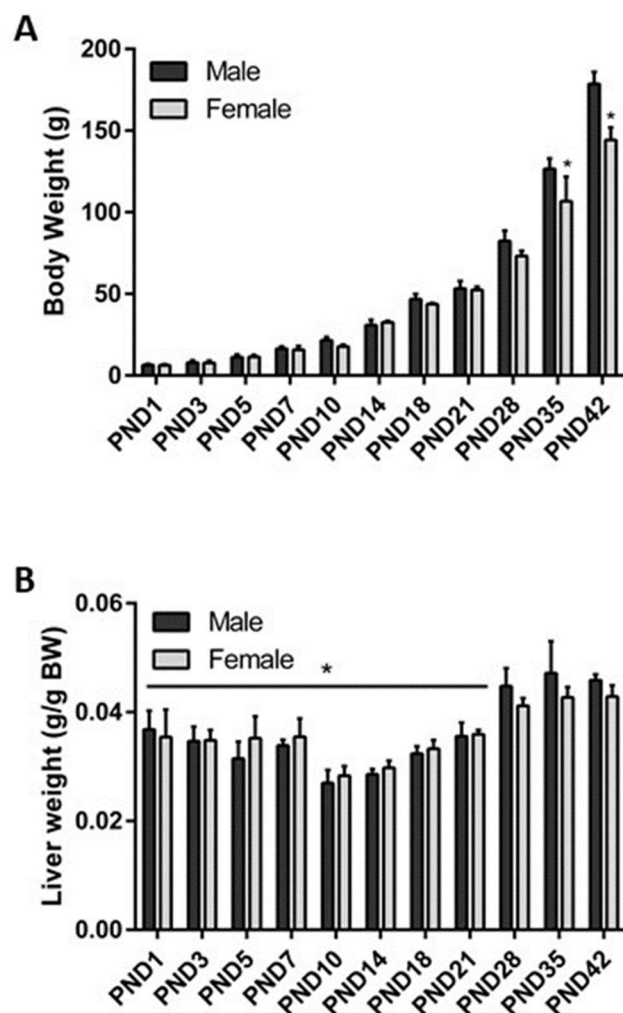 A
Body Weight (g)
200
150
100
50
0
Male
Female
*
*
PND1
PND3
PND5
PND7
PND10
PND14
PND18
PND21
PND28
PND35
PND42
B
Liver weight (g/g BW)
0.06
0.04
0.02
0.00
Male
Female
*
PND1
PND3
PND5
PND7
PND10
PND14
PND18
PND21
PND28
PND35
PND42